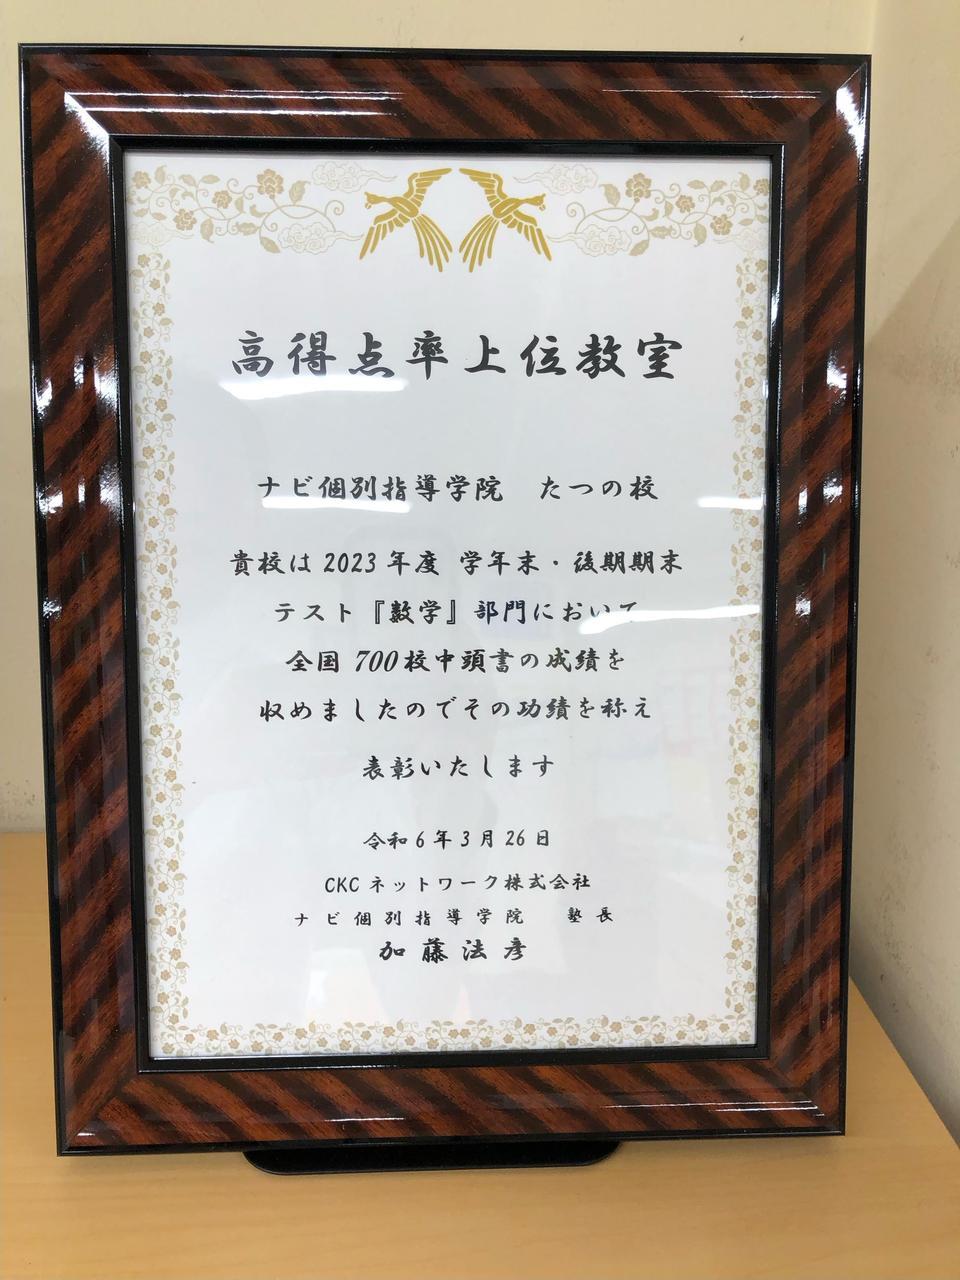 高得点率上位教室
ナビ個別指導学院　たつの校
貴校は2023年度 学年末・後期期末
テスト『数学』部門において
全国700校中頭書の成績を
収めましたのでその功績を称え
表彰いたします
令和6年3月26日
CKCネットワーク株式会社
ナビ個別指導学院　塾長
加藤法彦